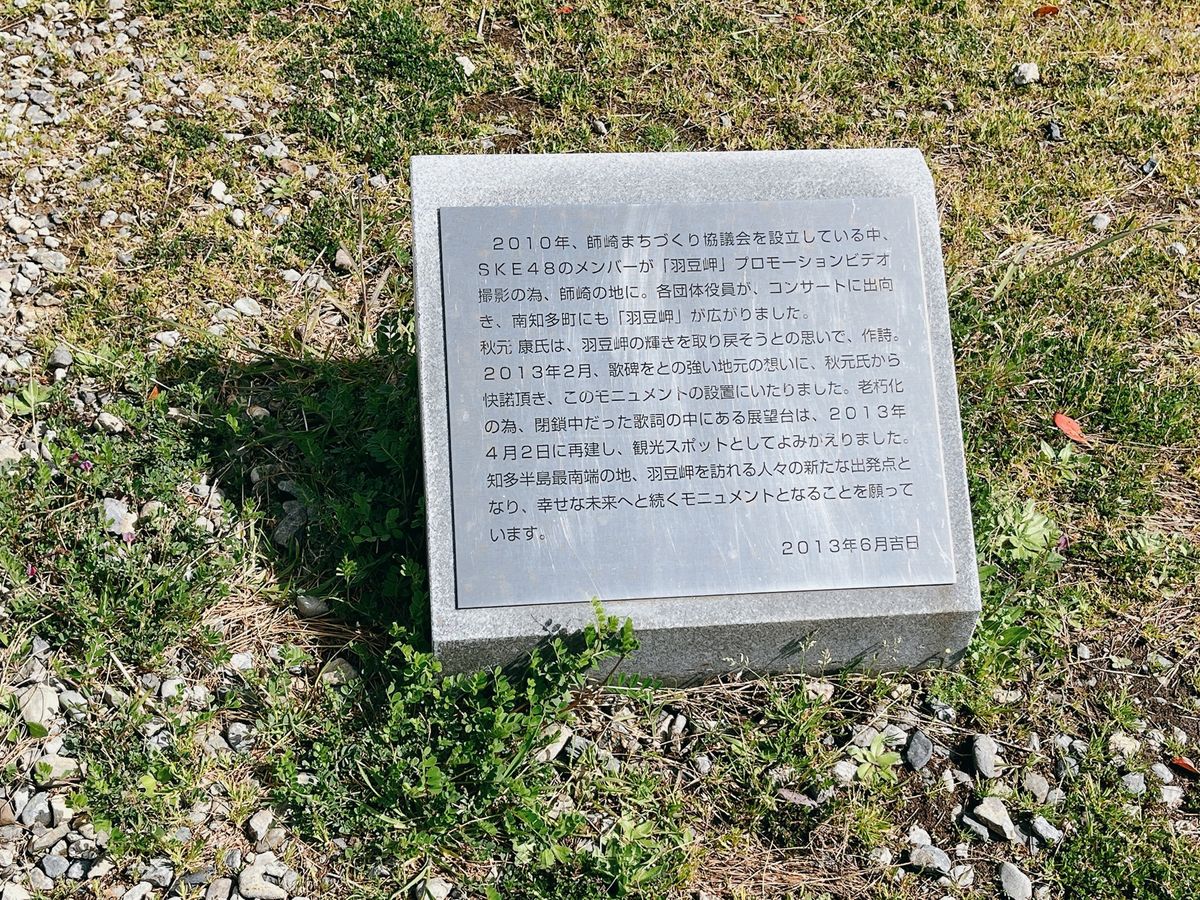 2010年、師崎まちづくり協議会を設立している中、
SKE48のメンバーが「羽豆岬」プロモーションビテオ
撮影の為、師崎の地に。各団体役員が、コンサートに出向
き、南知多町にも「羽豆岬」が広がりました。
秋元 康氏は、羽豆岬の輝きを取り戻そうとの思いで、作詩。
2013年2月、歌碑をとの強い地元の想いに、秋元氏から
快諾頂き、このモニュメントの設置にいたりました。老朽化
の為、閉鎖中だった歌詞の中にある展望台は、2013年
4月2日に再建し、観光スポットとしてよみがえりました。
知多半島最南端の地、羽豆岬を訪れる人々の新たな出発点と
なり、幸せな未来へと続くモニュメントとなることを願って
います。
2013年6月吉日